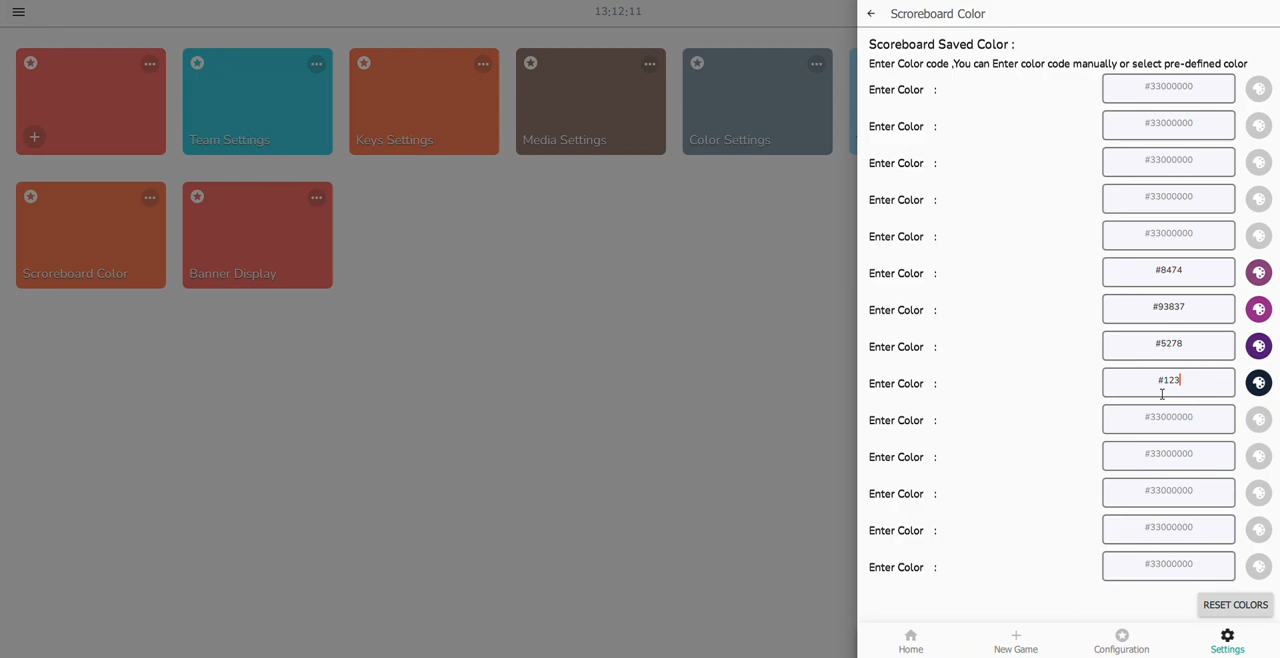 13:12:11
Team Settings
Keys Settings
Media Settings
Color Settings
Scroreboard Color
Banner Display
Scroreboard Color
Scoreboard Saved Color :
Enter Color code ,You can Enter color code manually or select pre-defined color
Enter Color : #33000000
Enter Color : #33000000
Enter Color : #33000000
Enter Color : #33000000
Enter Color : #33000000
Enter Color : #8474
Enter Color : #93837
Enter Color : #5278
Enter Color : #123
Enter Color : #33000000
Enter Color : #33000000
Enter Color : #33000000
Enter Color : #33000000
Enter Color : #33000000
RESET COLORS
Home
New Game
Configuration
Settings